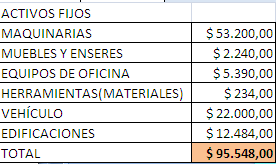 ACTIVOS FIJOS
MAQUINARIAS $ 53.200,00
MUEBLES Y ENSERES $ 2.240,00
EQUIPOS DE OFICINA $ 5.390,00
HERRAMIENTAS(MATERIALES) $ 234,00
VEHÍCULO $ 22.000,00
EDIFICACIONES $ 12.484,00
TOTAL $ 95.548,00